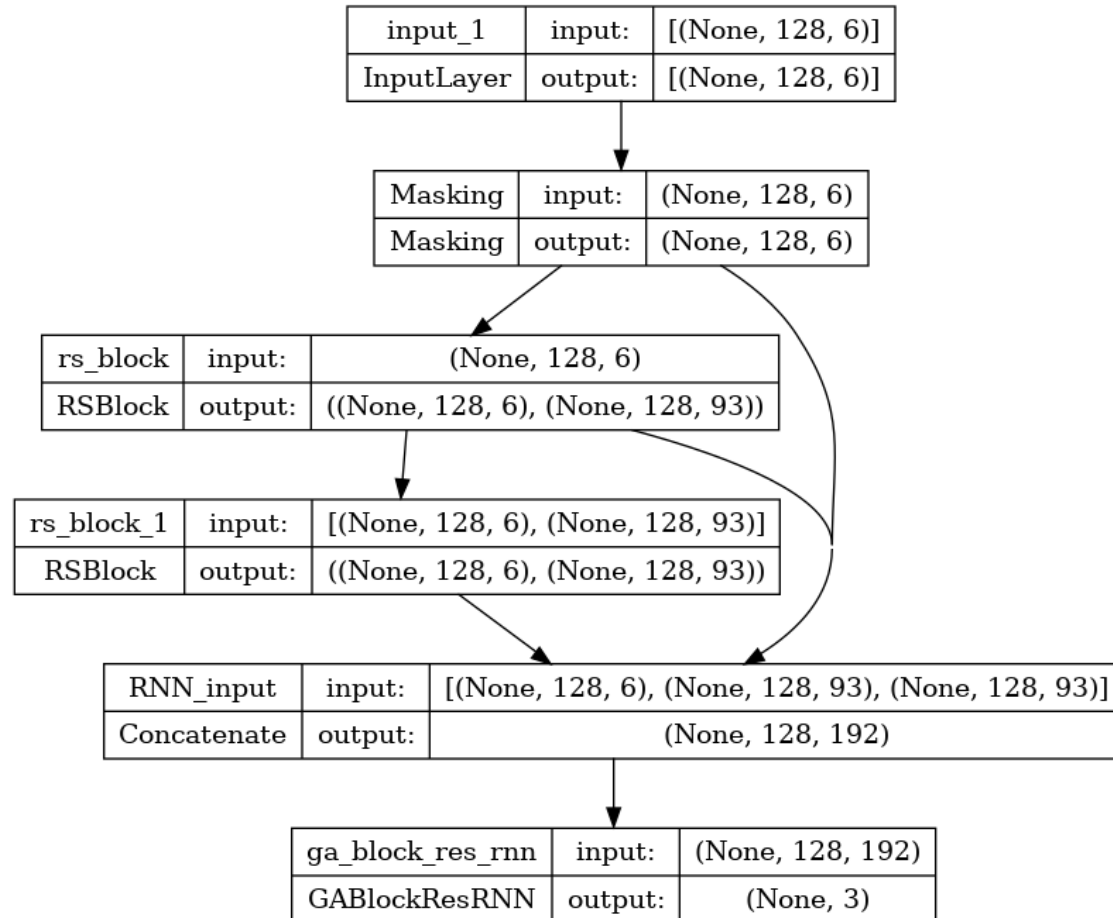 input_1 input: [(None, 128, 6)]
InputLayer output: [(None, 128, 6)]
Masking input: (None, 128, 6)
Masking output: (None, 128, 6)
rs_block input: (None, 128, 6)
RSBlock output: ((None, 128, 6), (None, 128, 93))
rs_block_1 input: [(None, 128, 6), (None, 128, 93)]
RSBlock output: ((None, 128, 6), (None, 128, 93))
RNN_input input: [(None, 128, 6), (None, 128, 93), (None, 128, 93)]
Concatenate output: (None, 128, 192)
ga_block_res_rnn input: (None, 128, 192)
GABlockResRNN output: (None, 3)